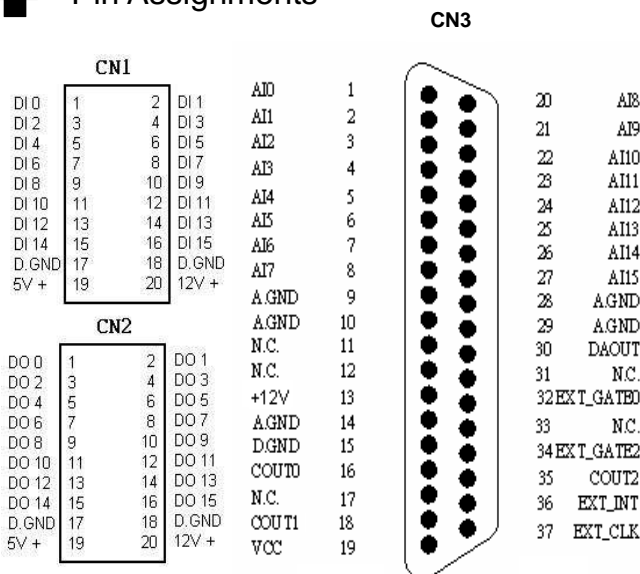 Pin Assignments
CN3
CN1
DI 0 1 2 DI 1
DI 2 3 4 DI 3
DI 4 5 6 DI 5
DI 6 7 8 DI 7
DI 8 9 10 DI 9
DI 10 11 12 DI 11
DI 12 13 14 DI 13
DI 14 15 16 DI 15
D.GND 17 18 D.GND
5V + 19 20 12V +
CN2
DO 0 1 2 DO 1
DO 2 3 4 DO 3
DO 4 5 6 DO 5
DO 6 7 8 DO 7
DO 8 9 10 DO 9
DO 10 11 12 DO 11
DO 12 13 14 DO 13
DO 14 15 16 DO 15
D.GND 17 18 D.GND
5V + 19 20 12V +
AI0 1
AI1 2
AI2 3
AI3 4
AI4 5
AI5 6
AI6 7
AI7 8
A.GND 9
A.GND 10
N.C. 11
N.C. 12
+12V 13
A.GND 14
D.GND 15
COUT0 16
N.C. 17
COUT1 18
VCC 19
20 AI8
21 AI9
22 AI10
23 AI11
24 AI12
25 AI13
26 AI14
27 AI15
28 A.GND
29 A.GND
30 DAOUT
31 N.C.
32 EXT_GATE0
33 N.C.
34 EXT_GATE2
35 COUT2
36 EXT_INT
37 EXT_CLK